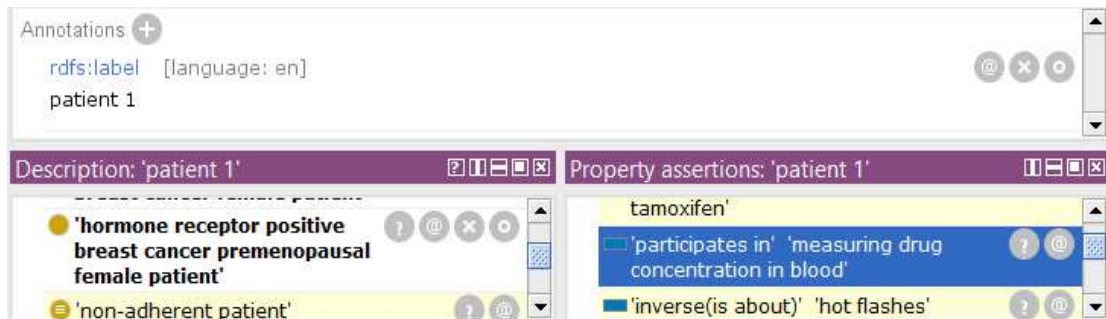 Annotations
rdfs:label [language: en]
patient 1
Description: 'patient 1'
'hormone receptor positive
breast cancer premenopausal
female patient'
'non-adherent patient'
Property assertions: 'patient 1'
tamoxifen'
'participates in' 'measuring drug
concentration in blood'
'inverse(is about)' 'hot flashes'